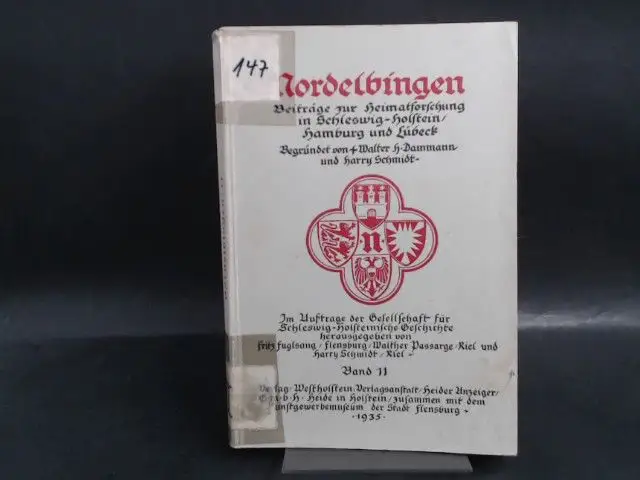 147
Nordelbingen
Beiträge zur Heimatforschung
in Schleswig-Holstein/
Hamburg und Lübeck
Begründet von + Walter H. Dammann
und Harry Schmidt-
·n·
Im Auftrage der Gesellschaft für
Schleswig-Holsteinische Geschichte
herausgegeben von
Fritz Fuglsang / Flensburg / Walther Passarge · Kiel und
Harry Schmidt / Kiel -
Band 11
Verlag · Westholstein · Verlagsanstalt / Heider Anzeiger /
G·m·b·H · Heide in Holstein / zusammen mit dem
Kunstgewerbemuseum der Stadt Flensburg -
· 1935 ·